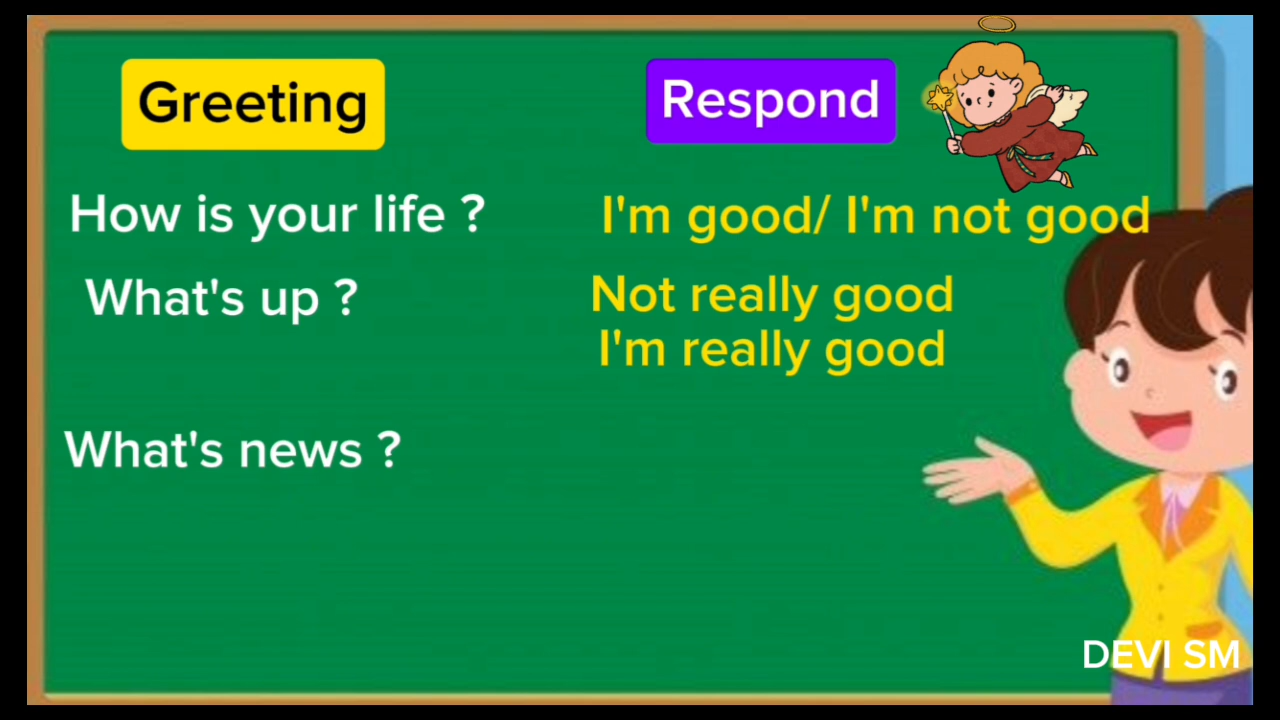 Greeting
Respond
How is your life ?
I'm good/ I'm not good
What's up ?
Not really good
I'm really good
What's news ?
DEVI SM